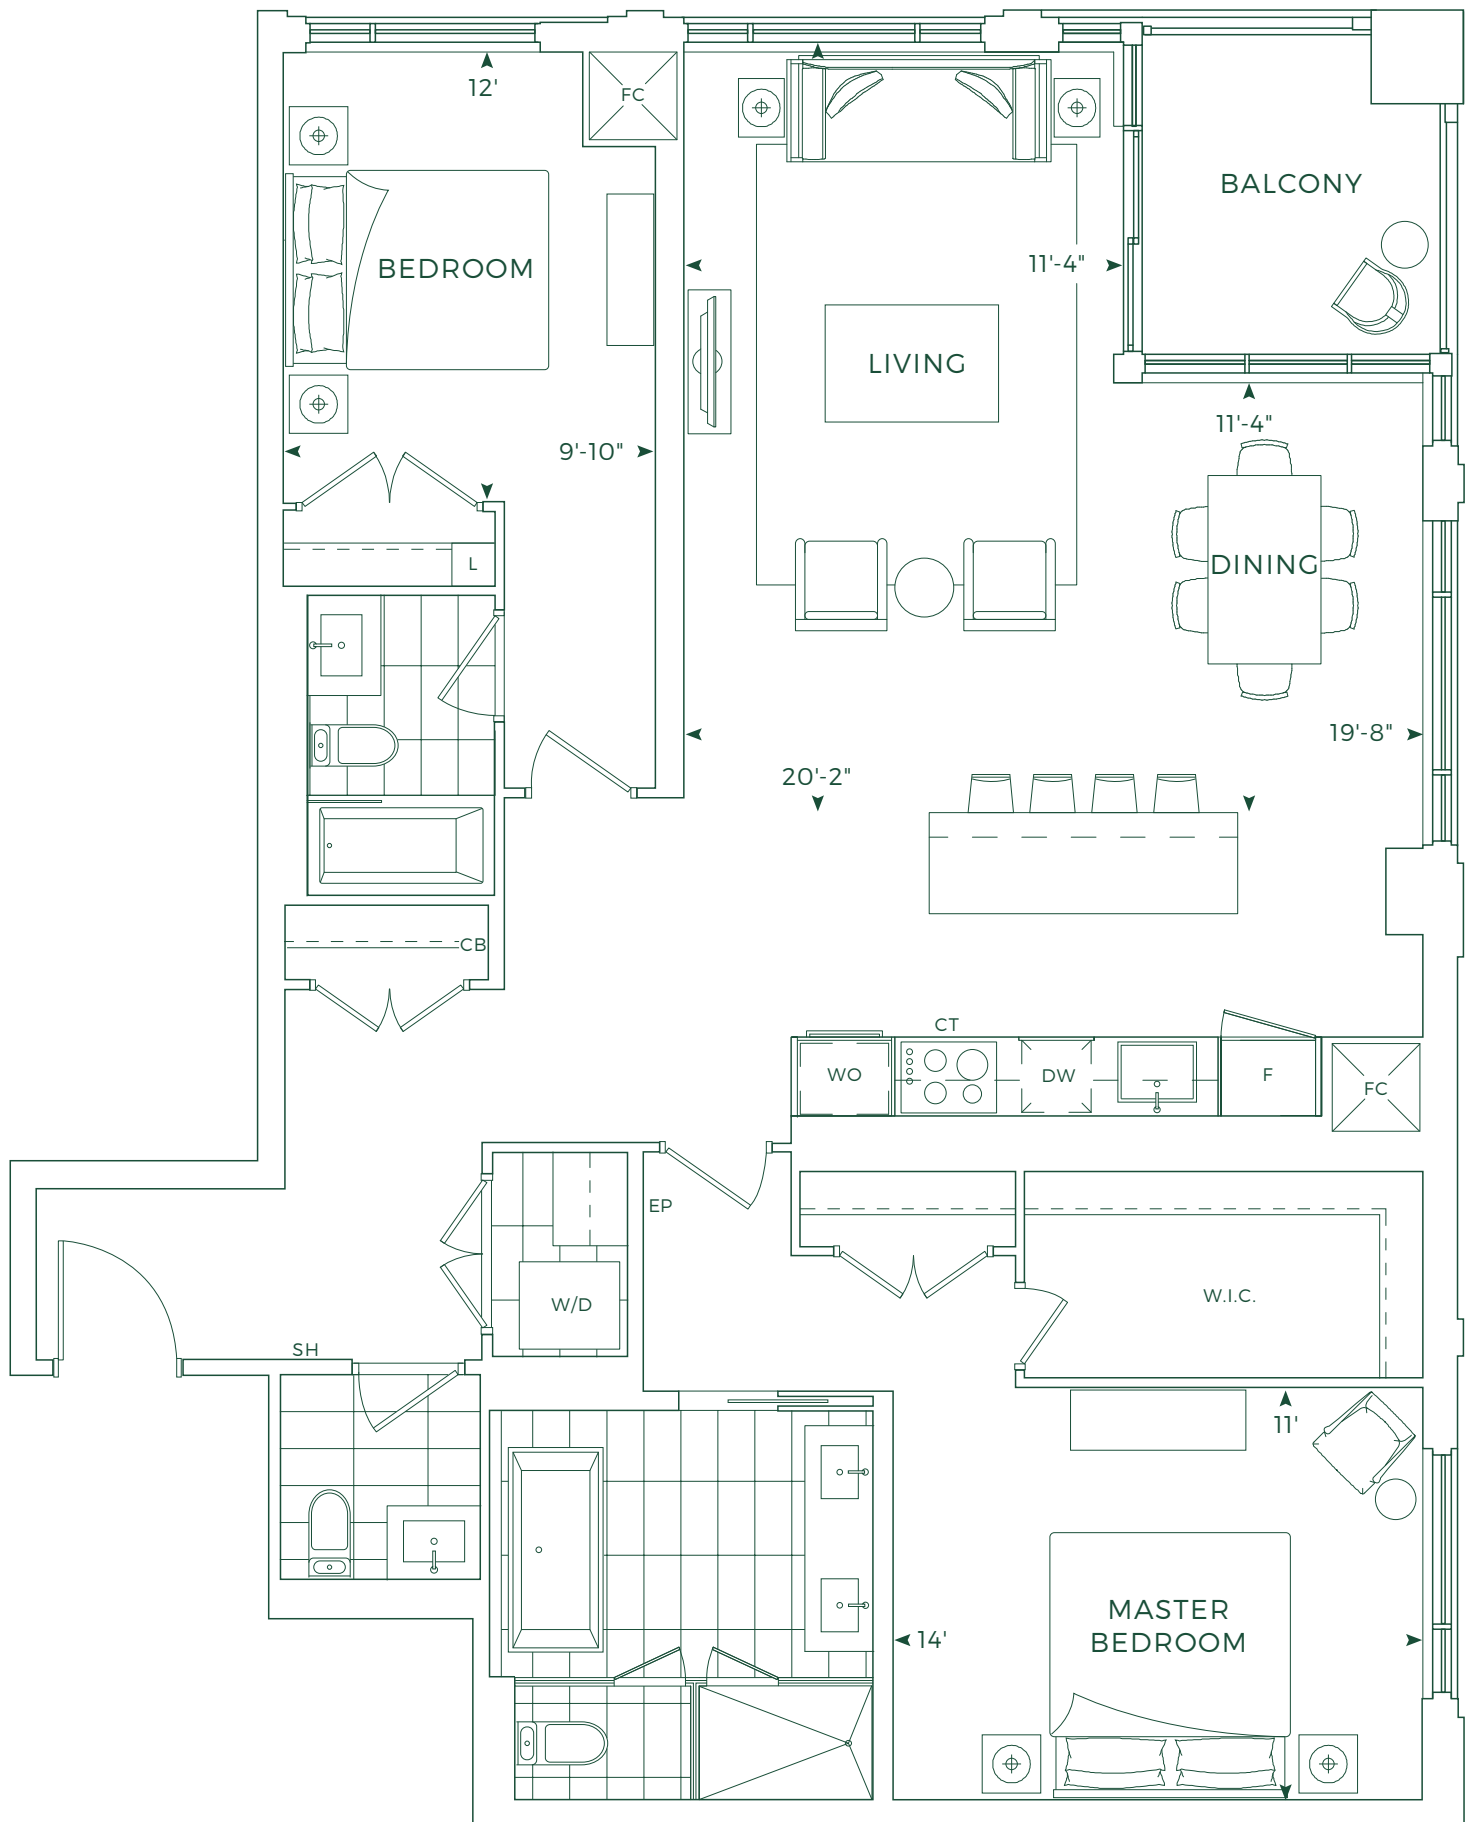 12'
FC
BALCONY
BEDROOM
11'-4"
LIVING
11'-4"
9'-10"
L
DINING
19'-8"
20'-2"
CB
CT
WO
DW
F
FC
EP
W.I.C.
W/D
SH
11'
MASTER
BEDROOM
14'